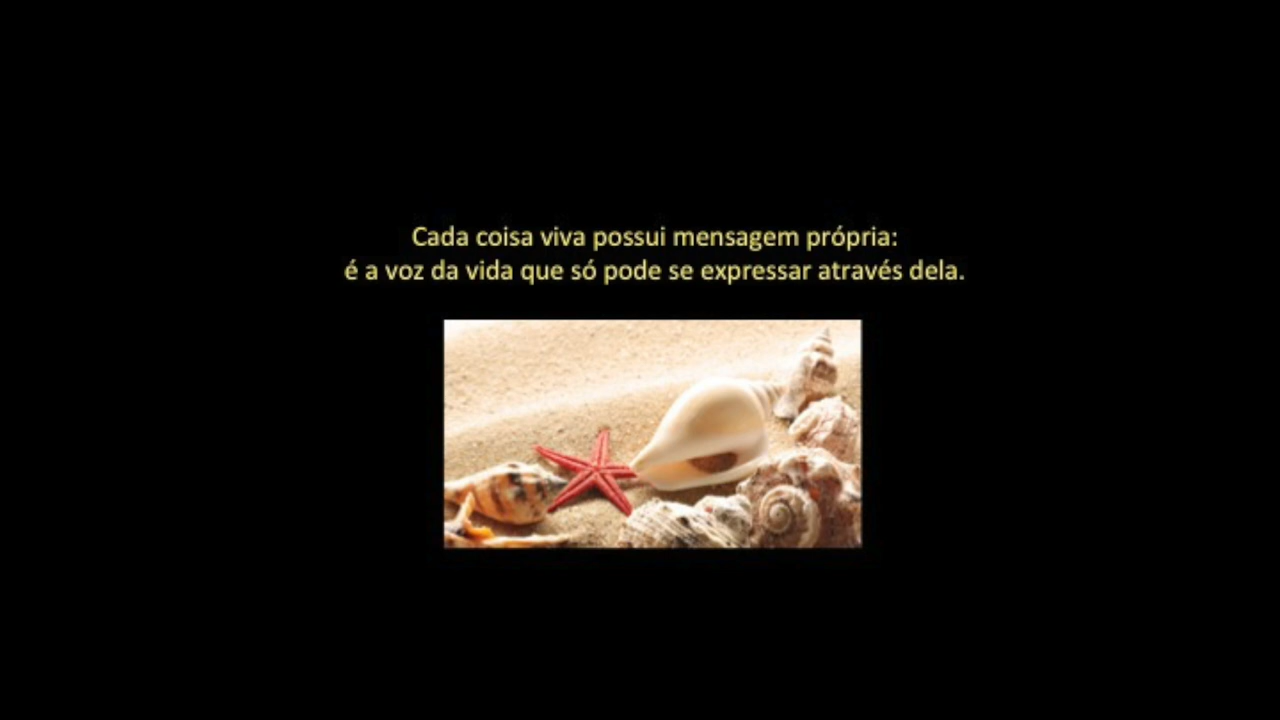 Cada coisa viva possui mensagem própria:
é a voz da vida que só pode se expressar através dela.